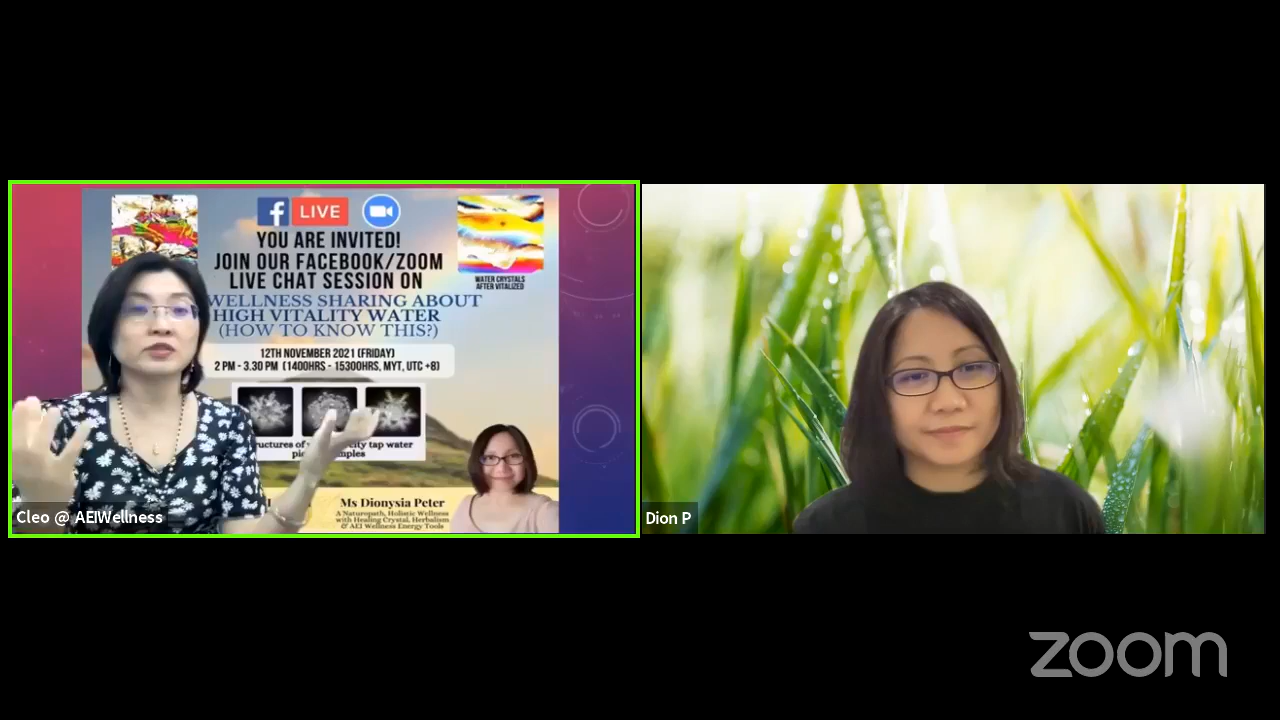 LIVE
YOU ARE INVITED!
JOIN OUR FACEBOOK/ZOOM
LIVE CHAT SESSION ON
WELLNESS SHARING ABOUT
HIGH VITALITY WATER
(HOW TO KNOW THIS?)
WATER CRYSTALS
AFTER VITALIZED
12TH NOVEMBER 2021 (FRIDAY)
2 PM - 3.30 PM (1400HRS - 15300HRS, MYT, UTC +8)
city tap water
Ms Dionysia Peter
A Naturopath, Holistic Wellness
with Healing Crystal, Herbalism
& AEI Wellness Energy Tools
Cleo @ AEIWellness
Dion P
zoom